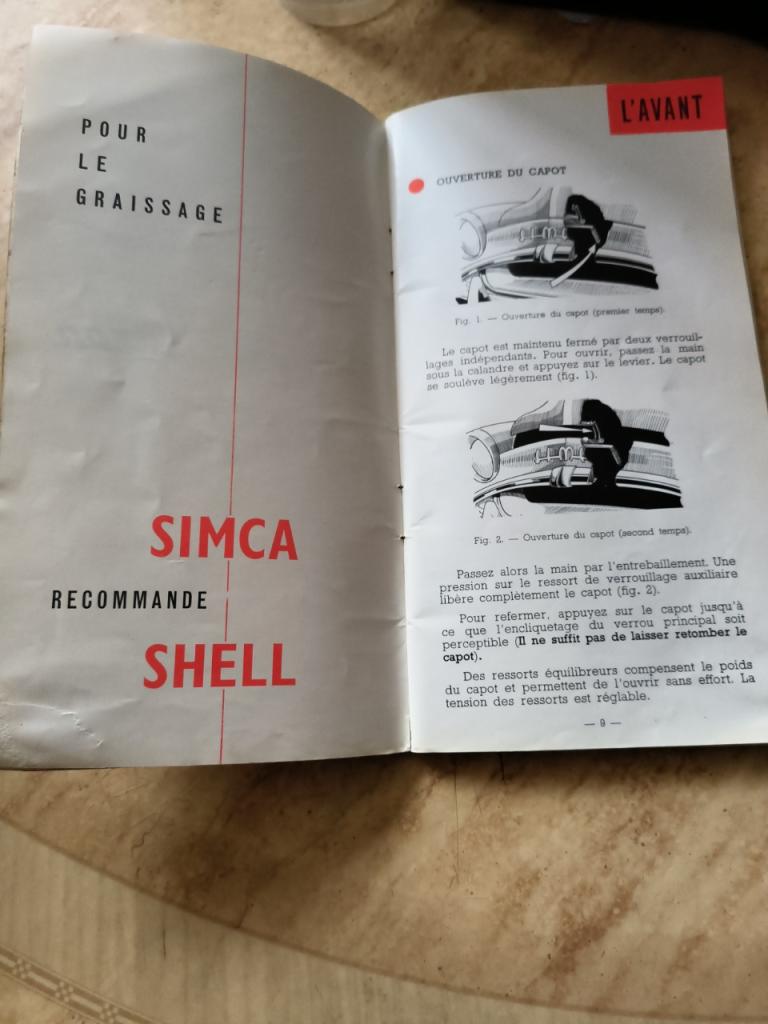 POUR
LE
GRAISSAGE
SIMCA
RECOMMANDE
SHELL
L'AVANT
OUVERTURE DU CAPOT
Fig. 1. — Ouverture du capot (premier temps).
Le capot est maintenu fermé par deux verrouil-
lages indépendants. Pour ouvrir, passez la main
sous la calandre et appuyez sur le levier. Le capot
se soulève légèrement (fig. 1).
Fig. 2. — Ouverture du capot (second temps).
Passez alors la main par l'entrebaillement. Une
pression sur le ressort de verrouillage auxiliaire
libère complètement le capot (fig. 2).
Pour refermer, appuyez sur le capot jusqu'à
ce que l'encliquetage du verrou principal soit
perceptible (Il ne suffit pas de laisser retomber le
capot).
Des ressorts équilibreurs compensent le poids
du capot et permettent de l'ouvrir sans effort. La
tension des ressorts est réglable.
— 9 —